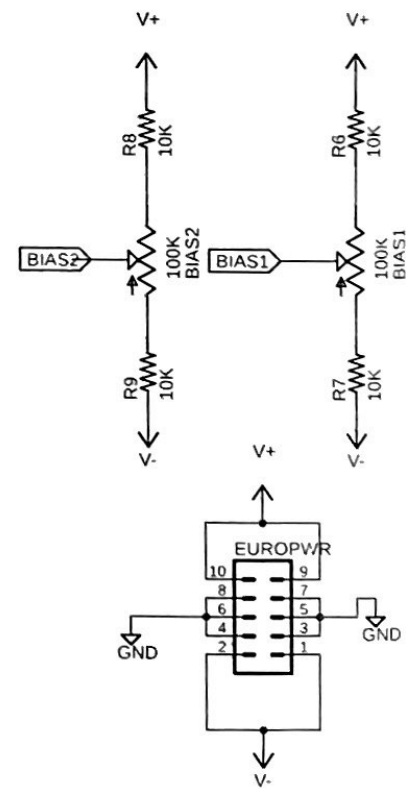 V+
V+
R8
10K
R6
10K
BIAS2
100K
BIAS2
BIAS1
100K
BIAS1
R9
10K
R7
10K
V-
V-
V+
EUROPWR
10
9
8
7
6
5
4
3
2
1
GND
GND
V-